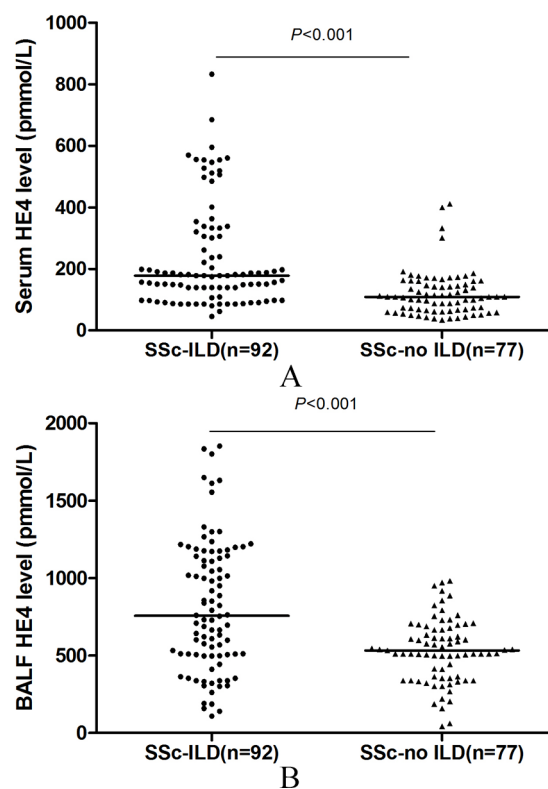 1000
P<0.001
800
600
400
200
0
Serum HE4 level (pmmol/L)
SSc-ILD(n=92)
SSc-no ILD(n=77)
A
2000
P<0.001
1500
1000
500
0
BALF HE4 level (pmmol/L)
SSc-ILD(n=92)
SSc-no ILD(n=77)
B